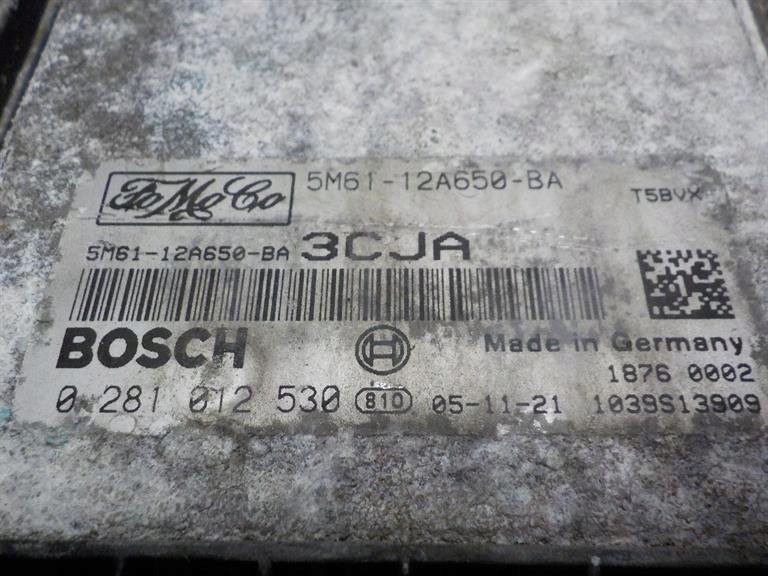 FoMoCo 5M61-12A650-BA T5BVX
5M61-12A650-BA 3CJA
BOSCH Made in Germany
1876 0002
0 281 012 530 810 05-11-21 1039S13909